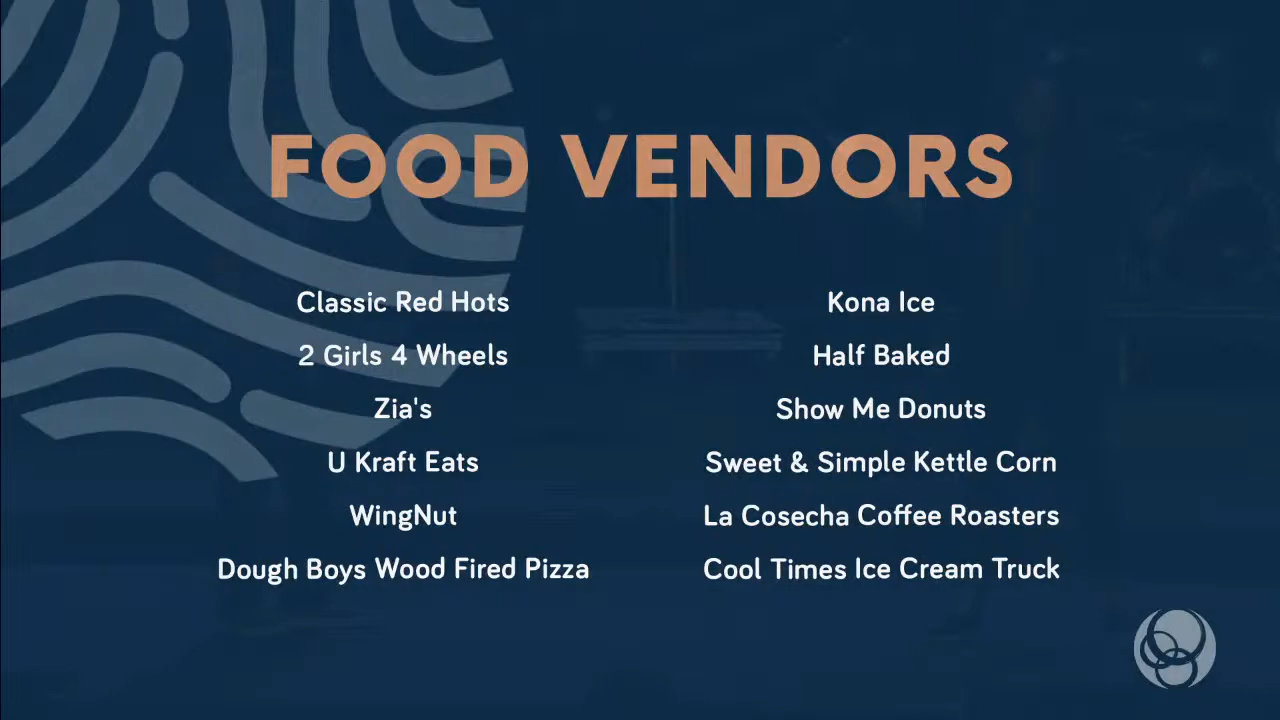 FOOD VENDORS
Classic Red Hots
2 Girls 4 Wheels
Zia's
U Kraft Eats
WingNut
Dough Boys Wood Fired Pizza
Kona Ice
Half Baked
Show Me Donuts
Sweet & Simple Kettle Corn
La Cosecha Coffee Roasters
Cool Times Ice Cream Truck